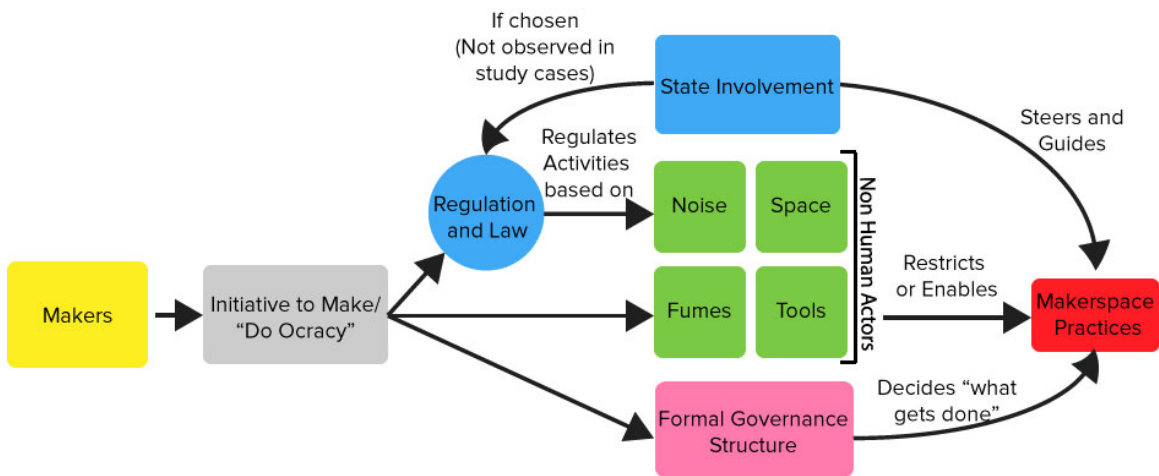 If chosen
(Not observed in
study cases)
State Involvement
Steers and
Guides
Regulates
Activities
based on
Regulation
and Law
Noise
Space
Non Human Actors
Makers
Initiative to Make/
“Do Ocracy”
Fumes
Tools
Restricts
or Enables
Makerspace
Practices
Formal Governance
Structure
Decides “what
gets done”